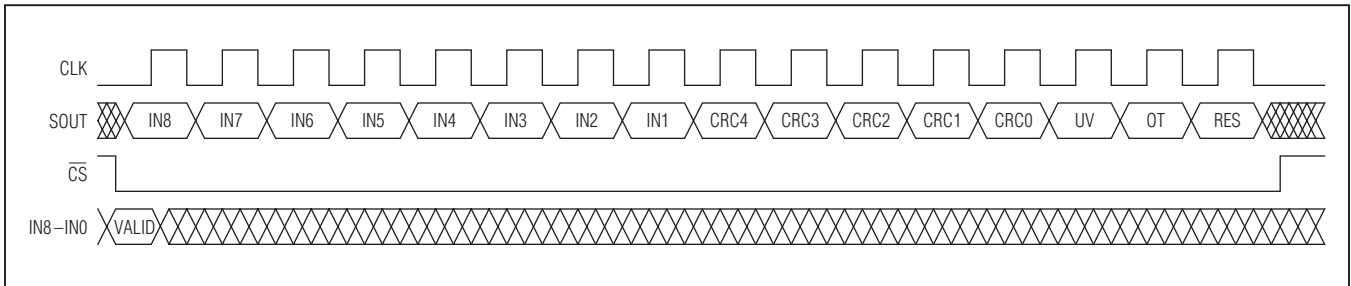 CLK
SOUT IN8 IN7 IN6 IN5 IN4 IN3 IN2 IN1 CRC4 CRC3 CRC2 CRC1 CRC0 UV OT RES
C̅S̅
IN8–IN0 VALID